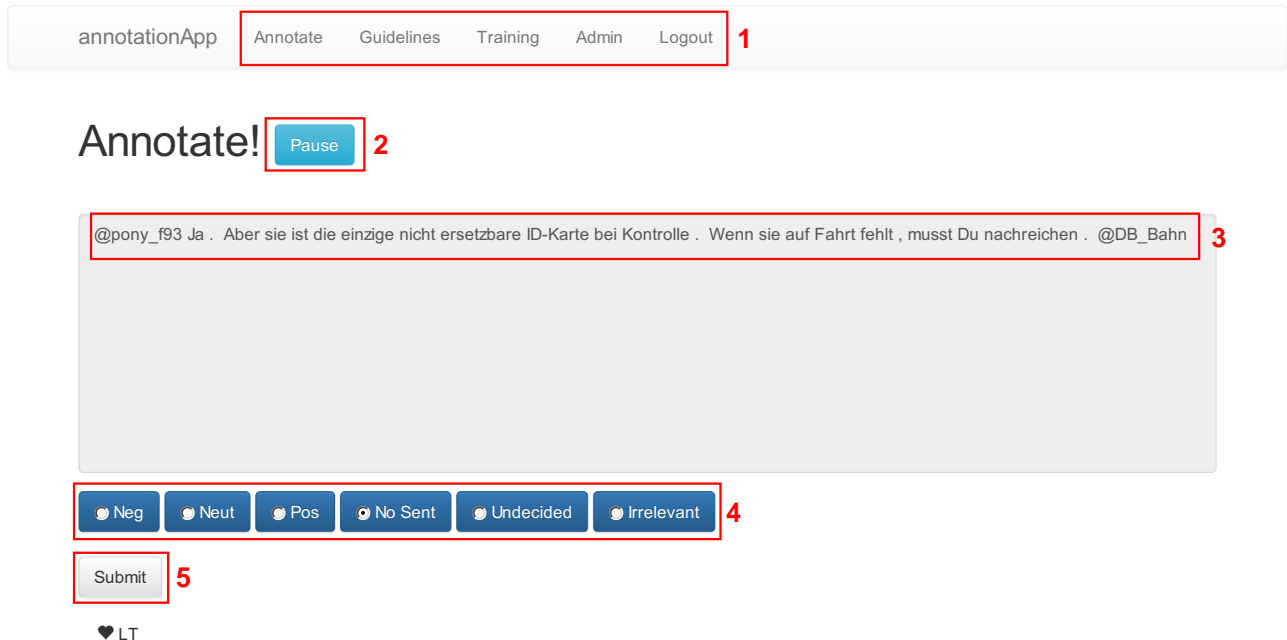 annotationApp Annotate Guidelines Training Admin Logout 1
Annotate! Pause 2
@pony_f93 Ja . Aber sie ist die einzige nicht ersetzbare ID-Karte bei Kontrolle . Wenn sie auf Fahrt fehlt , musst Du nachreichen . @DB_Bahn 3
Neg Neut Pos No Sent Undecided Irrelevant 4
Submit 5
♥ LT